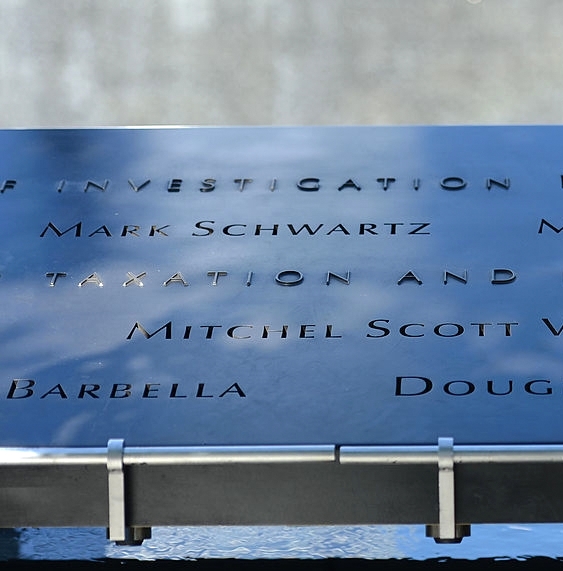 F INVESTIGATION
MARK SCHWARTZ M
TAXATION AND
MITCHEL SCOTT W
BARBELLA DOUG